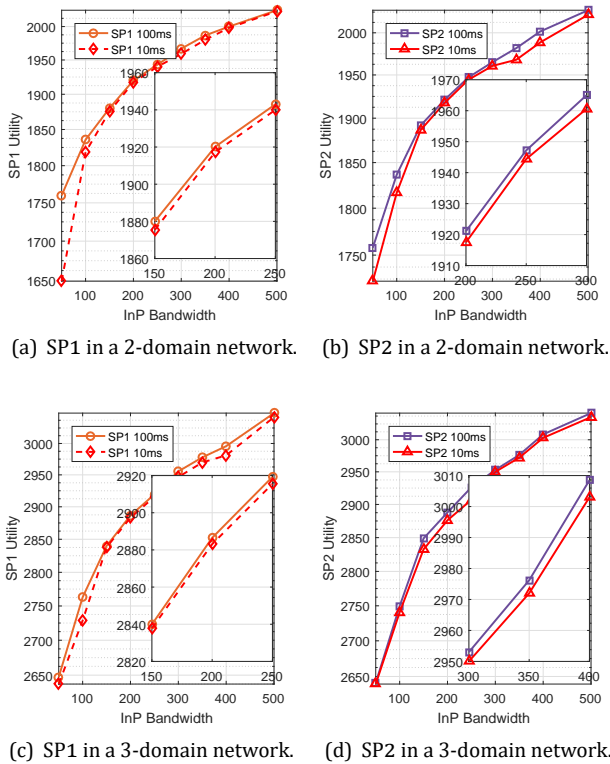 2000
1950
1900
1850
1800
1750
1700
1650
SP1 Utility
SP1 100ms
SP1 10ms
1960
1940
1920
1900
1880
1860
150 200 250
100 200 300 400 500
InP Bandwidth
(a) SP1 in a 2-domain network.
2000
1950
1900
1850
1800
1750
SP2 Utility
SP2 100ms
SP2 10ms
1970
1960
1950
1940
1930
1920
1910
200 250 300
100 200 300 400 500
InP Bandwidth
(b) SP2 in a 2-domain network.
3000
2950
2900
2850
2800
2750
2700
2650
SP1 Utility
SP1 100ms
SP1 10ms
2920
2900
2880
2860
2840
2820
150 200 250
100 200 300 400 500
InP Bandwidth
(c) SP1 in a 3-domain network.
3000
2950
2900
2850
2800
2750
2700
2650
SP2 Utility
SP2 100ms
SP2 10ms
3010
3000
2990
2980
2970
2960
2950
300 350 400
100 200 300 400 500
InP Bandwidth
(d) SP2 in a 3-domain network.